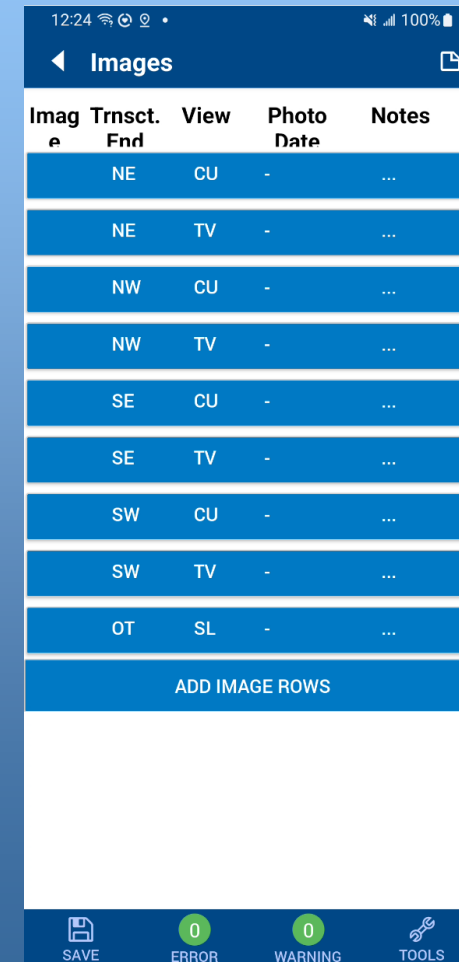 12:24 100%
Images
Imag Trnsct. View Photo Notes
e End Date
NE CU - ...
NE TV - ...
NW CU - ...
NW TV - ...
SE CU - ...
SE TV - ...
SW CU - ...
SW TV - ...
OT SL - ...
ADD IMAGE ROWS
0 0
SAVE ERROR WARNING TOOLS